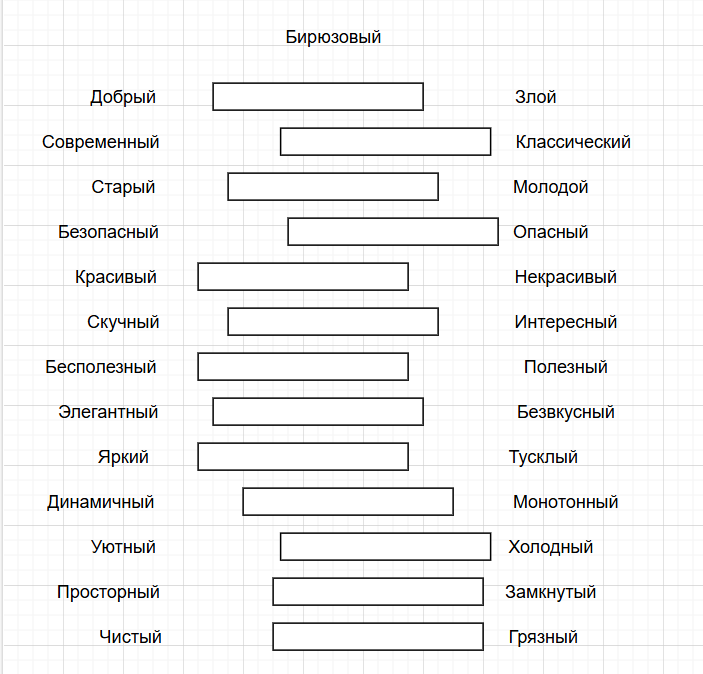 Бирюзовый
Добрый Злой
Современный Классический
Старый Молодой
Безопасный Опасный
Красивый Некрасивый
Скучный Интересный
Бесполезный Полезный
Элегантный Безвкусный
Яркий Тусклый
Динамичный Монотонный
Уютный Холодный
Просторный Замкнутый
Чистый Грязный